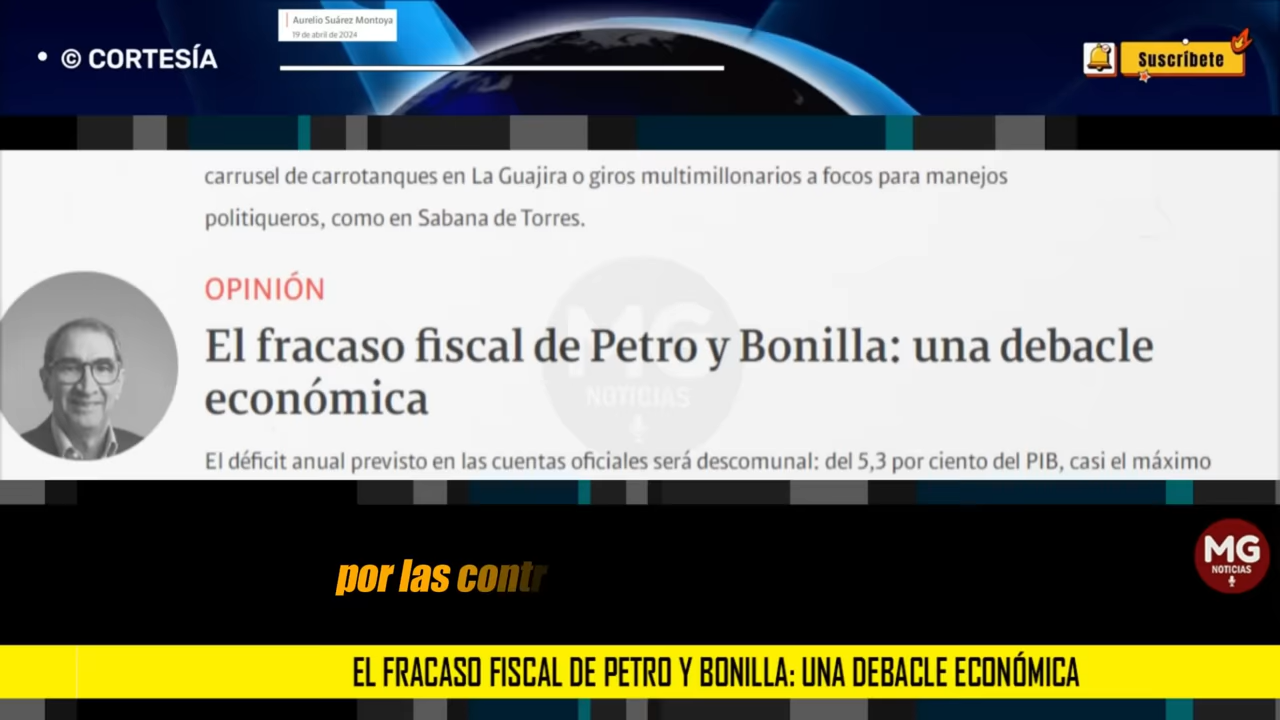 Aurelio Suárez Montoya
19 de abril de 2024
© CORTESÍA
Suscríbete
carrusel de carrotanques en La Guajira o giros multimillonarios a focos para manejos
politiqueros, como en Sabana de Torres.
OPINIÓN
El fracaso fiscal de Petro y Bonilla: una debacle
económica
MG
NOTICIAS
El déficit anual previsto en las cuentas oficiales será descomunal: del 5,3 por ciento del PIB, casi el máximo
MG
NOTICIAS
por las contr
EL FRACASO FISCAL DE PETRO Y BONILLA: UNA DEBACLE ECONÓMICA